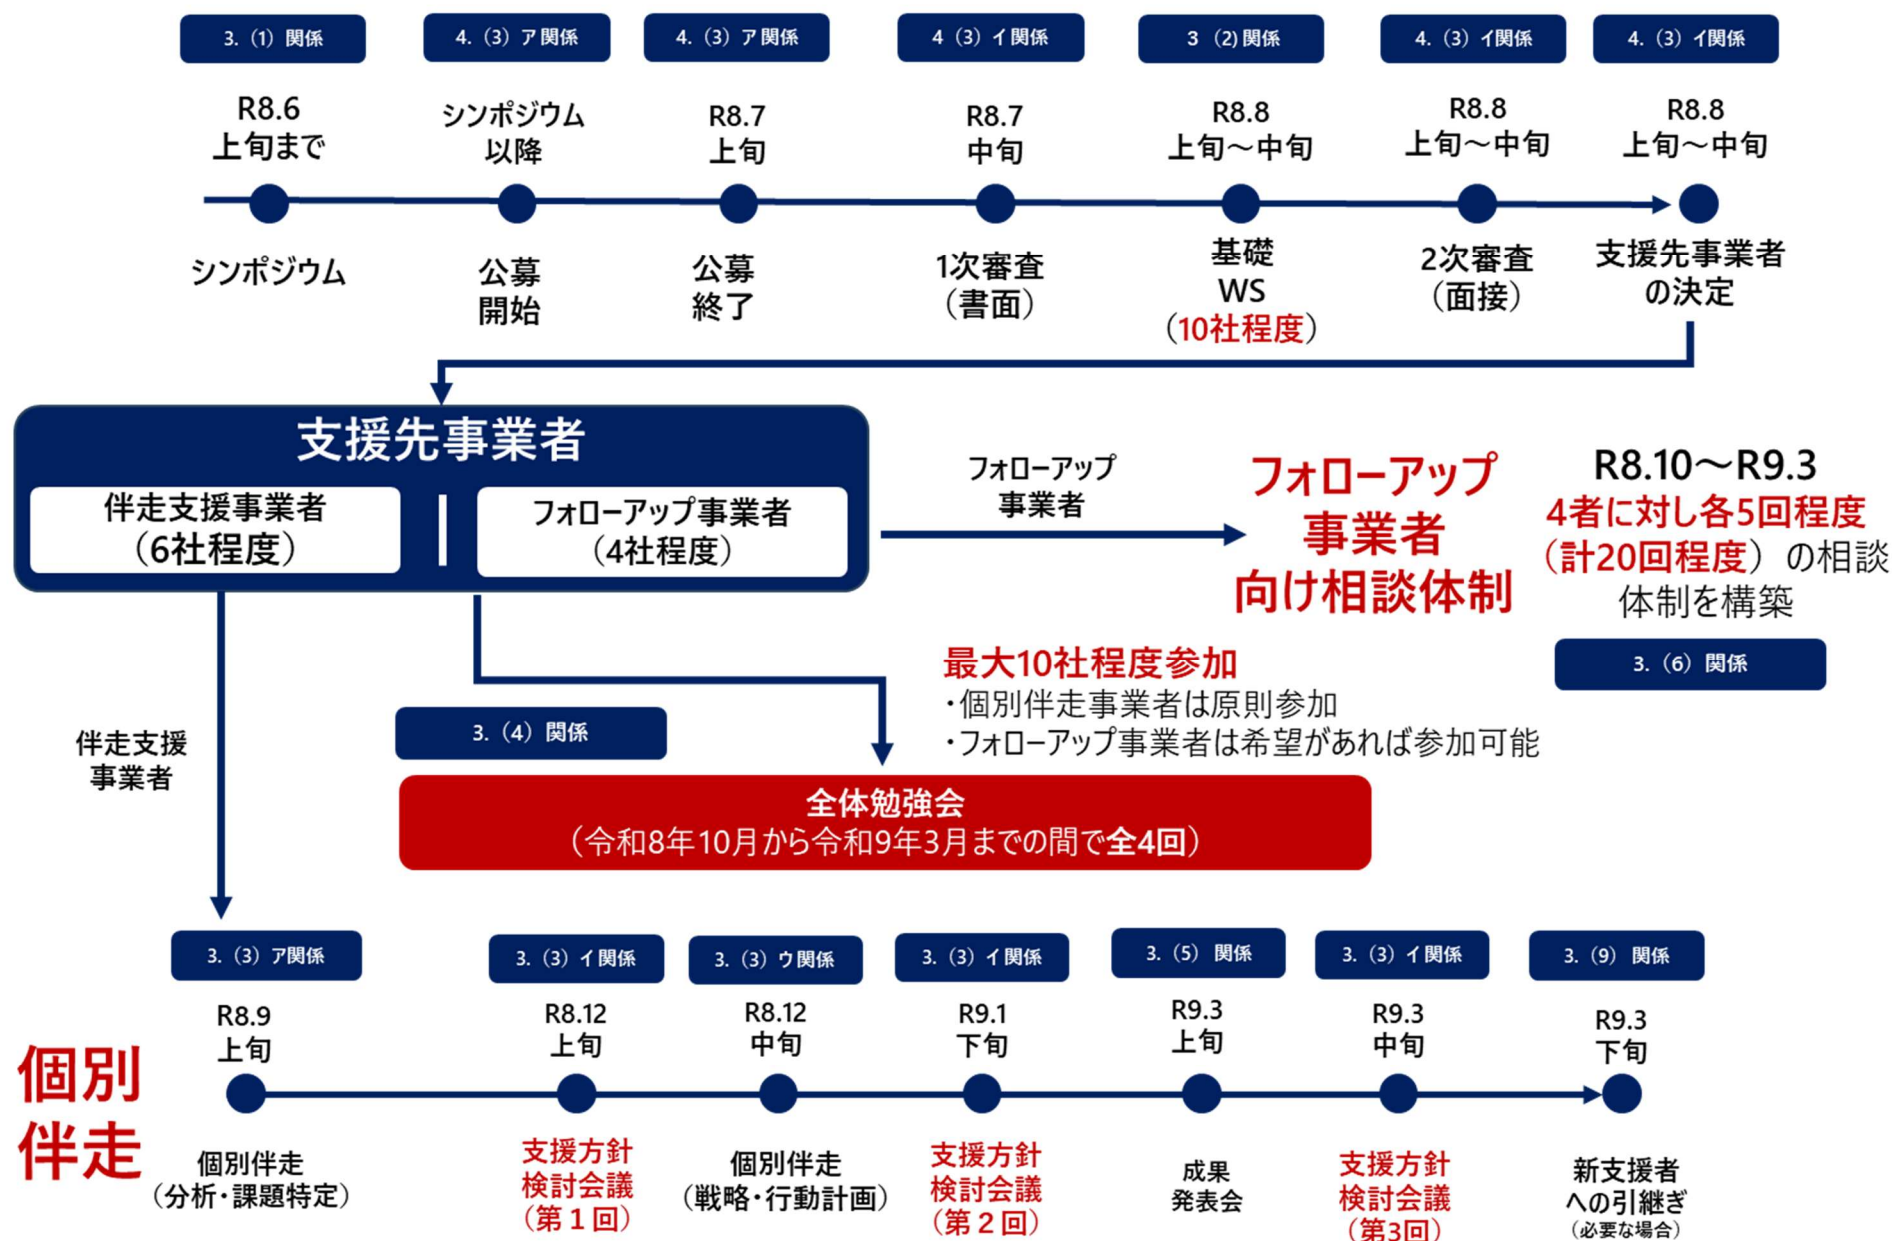 3.（1）関係
4.（3）ア関係
4.（3）ア関係
4（3）イ関係
3（2)関係
4.（3）イ関係
4.（3）イ関係
R8.6
上旬まで
シンポジウム
以降
R8.7
上旬
R8.7
中旬
R8.8
上旬～中旬
R8.8
上旬～中旬
R8.8
上旬～中旬
シンポジウム
公募
開始
公募
終了
1次審査
（書面）
基礎
WS
（10社程度）
2次審査
（面接）
支援先事業者
の決定
支援先事業者
伴走支援事業者
（6社程度）
フォローアップ事業者
（4社程度）
フォローアップ
事業者
フォローアップ
事業者
向け相談体制
R8.10～R9.3
4者に対し各5回程度
（計20回程度）の相談
体制を構築
3.（6）関係
最大10社程度参加
・個別伴走事業者は原則参加
・フォローアップ事業者は希望があれば参加可能
3.（4）関係
伴走支援
事業者
全体勉強会
（令和8年10月から令和9年3月までの間で全4回）
3.（3）ア関係
3.（3）イ関係
3.（3）ウ関係
3.（3）イ関係
3.（5）関係
3.（3）イ関係
3.（9）関係
個別
伴走
R8.9
上旬
R8.12
上旬
R8.12
中旬
R9.1
下旬
R9.3
上旬
R9.3
中旬
R9.3
下旬
個別伴走
（分析・課題特定）
支援方針
検討会議
（第１回）
個別伴走
（戦略・行動計画）
支援方針
検討会議
（第２回）
成果
発表会
支援方針
検討会議
（第3回）
新支援者
への引継ぎ
（必要な場合）